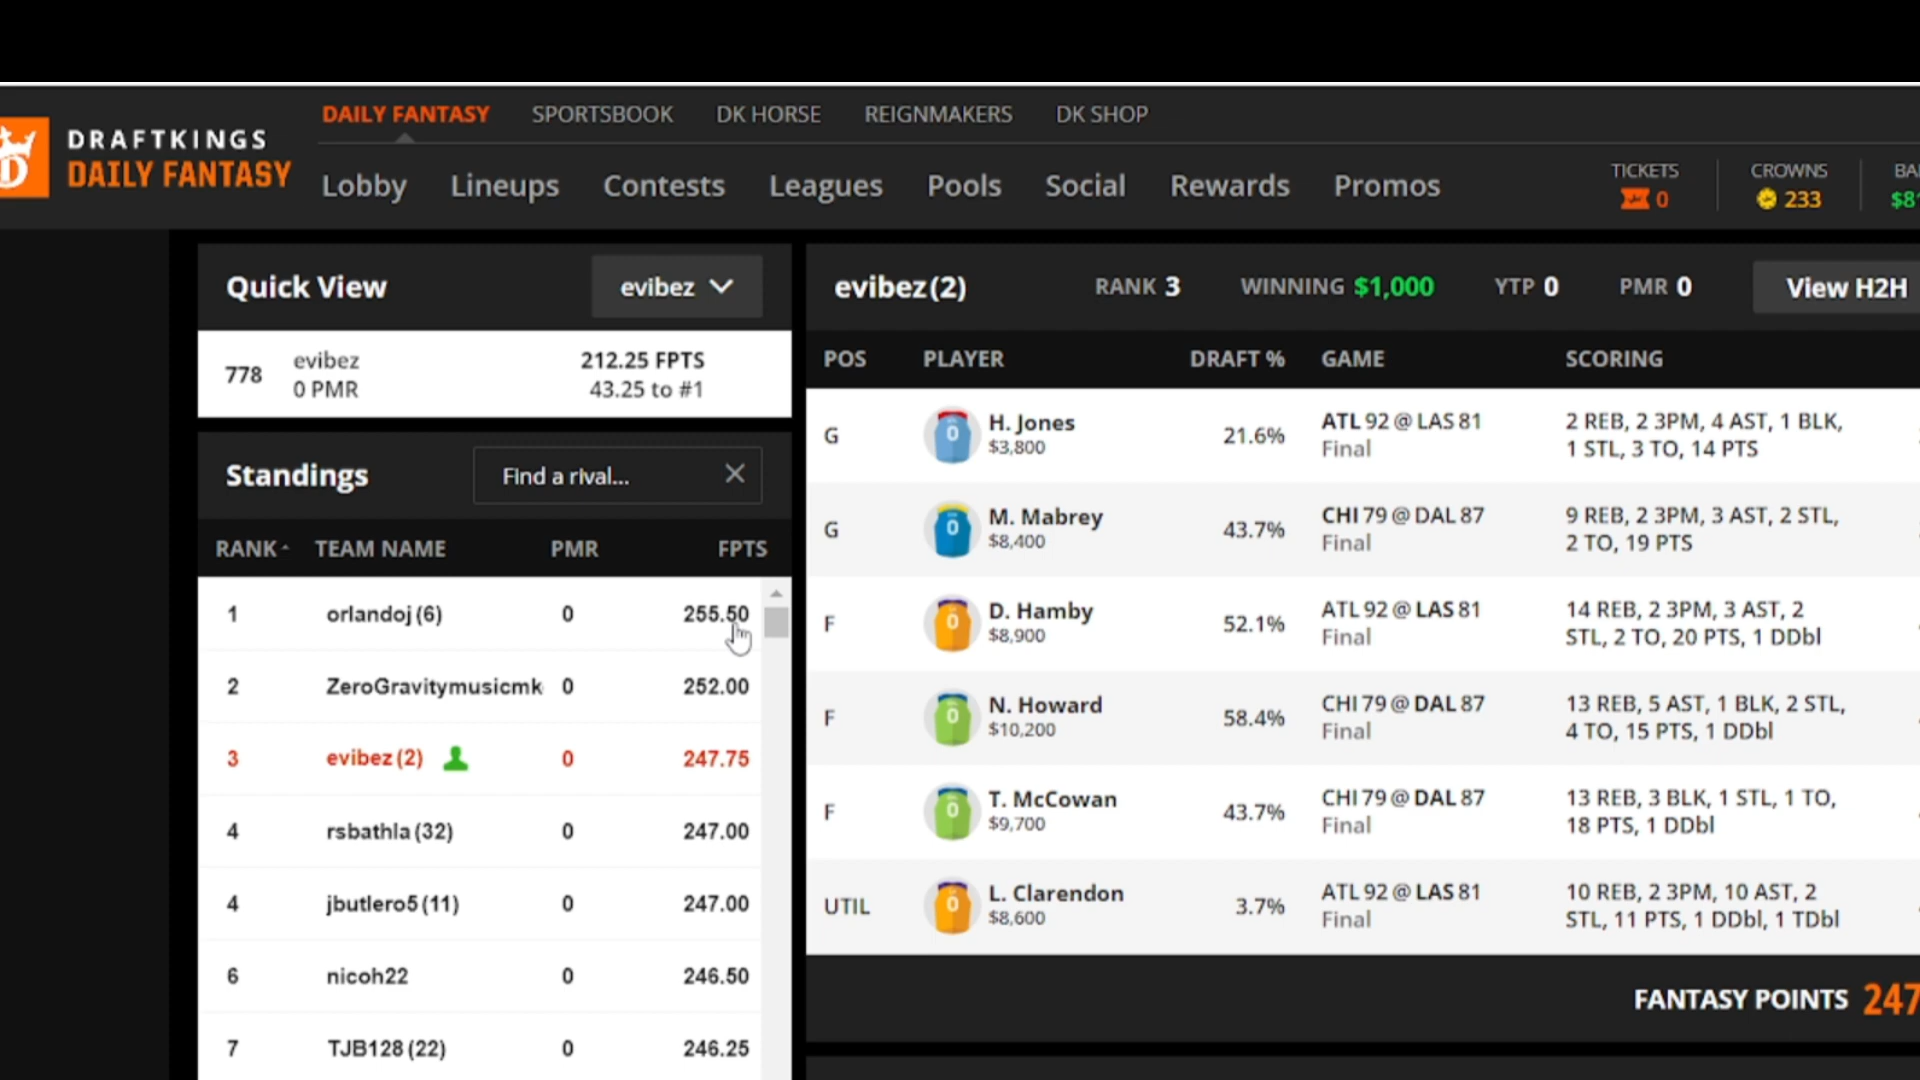 DAILY FANTASY SPORTSBOOK DK HORSE REIGNMAKERS DK SHOP
DRAFTKINGS
DAILY FANTASY
Lobby Lineups Contests Leagues Pools Social Rewards Promos
TICKETS CROWNS
0 233
Quick View evibez
778 evibez 212.25 FPTS
0 PMR 43.25 to #1
Standings Find a rival...
RANK TEAM NAME PMR FPTS
1 orlandoj (6) 0 255.50
2 ZeroGravitymusicmk 0 252.00
3 evibez (2) 0 247.75
4 rsbathla (32) 0 247.00
4 jbutlero5 (11) 0 247.00
6 nicoh22 0 246.50
7 TJB128 (22) 0 246.25
evibez (2) RANK 3 WINNING $1,000 YTP 0 PMR 0 View H2H
POS PLAYER DRAFT % GAME SCORING
G 0 H. Jones 21.6% ATL 92 @ LAS 81 2 REB, 2 3PM, 4 AST, 1 BLK,
$3,800 Final 1 STL, 3 TO, 14 PTS
G 0 M. Mabrey 43.7% CHI 79 @ DAL 87 9 REB, 2 3PM, 3 AST, 2 STL,
$8,400 Final 2 TO, 19 PTS
F 0 D. Hamby 52.1% ATL 92 @ LAS 81 14 REB, 2 3PM, 3 AST, 2
$8,900 Final STL, 2 TO, 20 PTS, 1 DDbl
F 0 N. Howard 58.4% CHI 79 @ DAL 87 13 REB, 5 AST, 1 BLK, 2 STL,
$10,200 Final 4 TO, 15 PTS, 1 DDbl
F 0 T. McCowan 43.7% CHI 79 @ DAL 87 13 REB, 3 BLK, 1 STL, 1 TO,
$9,700 Final 18 PTS, 1 DDbl
UTIL 0 L. Clarendon 3.7% ATL 92 @ LAS 81 10 REB, 2 3PM, 10 AST, 2
$8,600 Final STL, 11 PTS, 1 DDbl, 1 TDbl
FANTASY POINTS 247